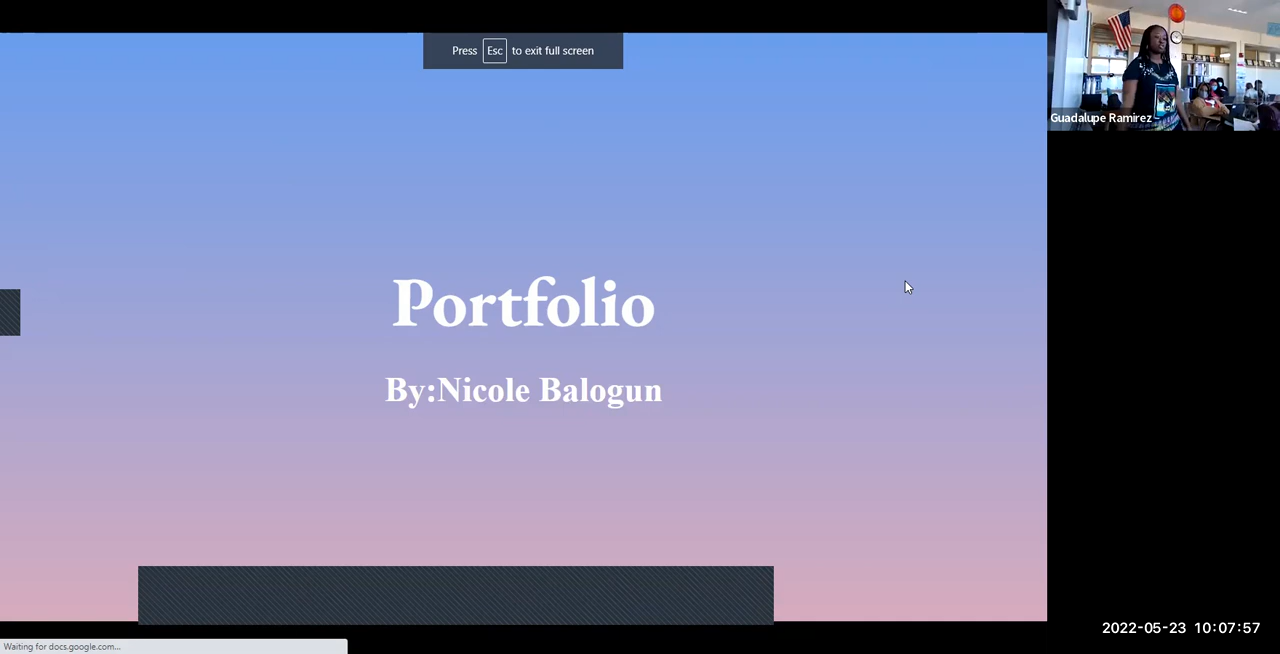 Press Esc to exit full screen
Guadalupe Ramirez
Portfolio
By:Nicole Balogun
2022-05-23 10:07:57
Waiting for docs.google.com...